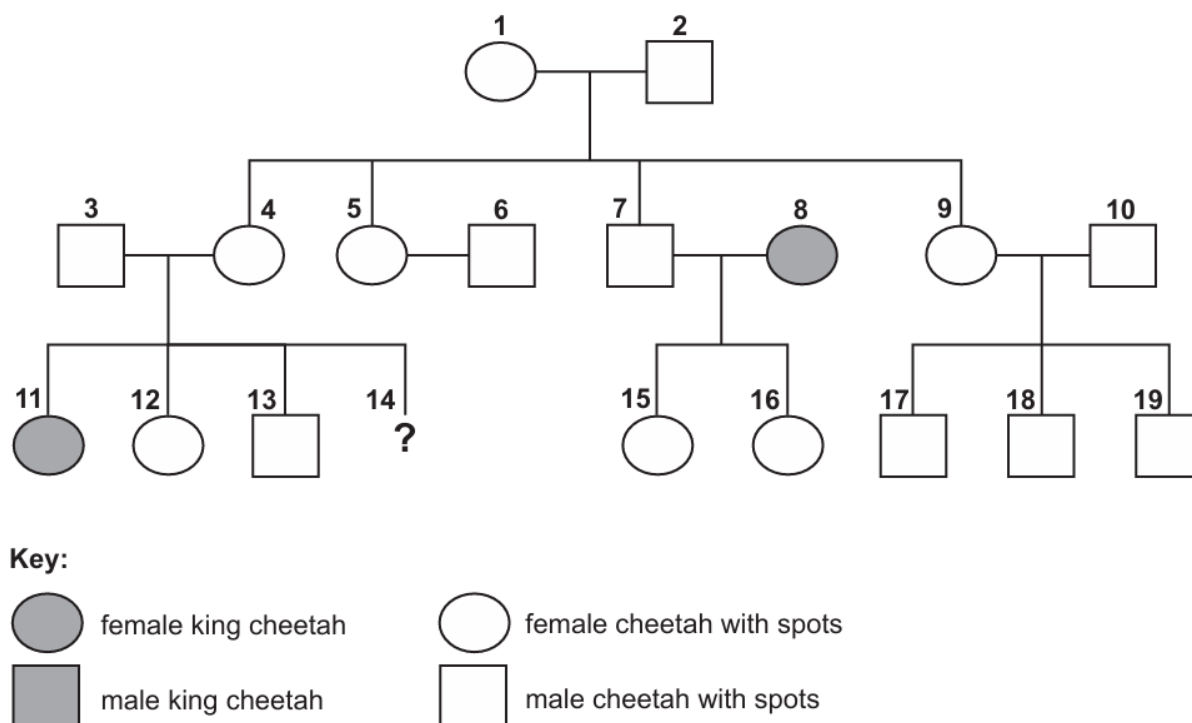 1 2
3 4 5 6 7 8 9 10
11 12 13 14 15 16 17 18 19
?
Key:
female king cheetah female cheetah with spots
male king cheetah male cheetah with spots